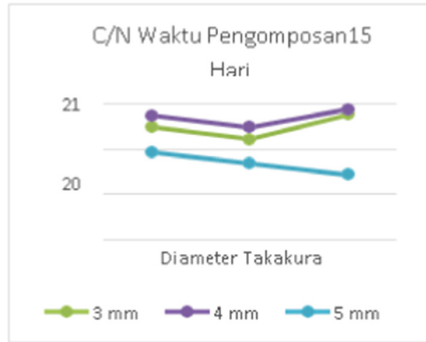 C/N Waktu Pengomposan15
Hari
21
20
Diameter Takakura
3 mm 4 mm 5 mm